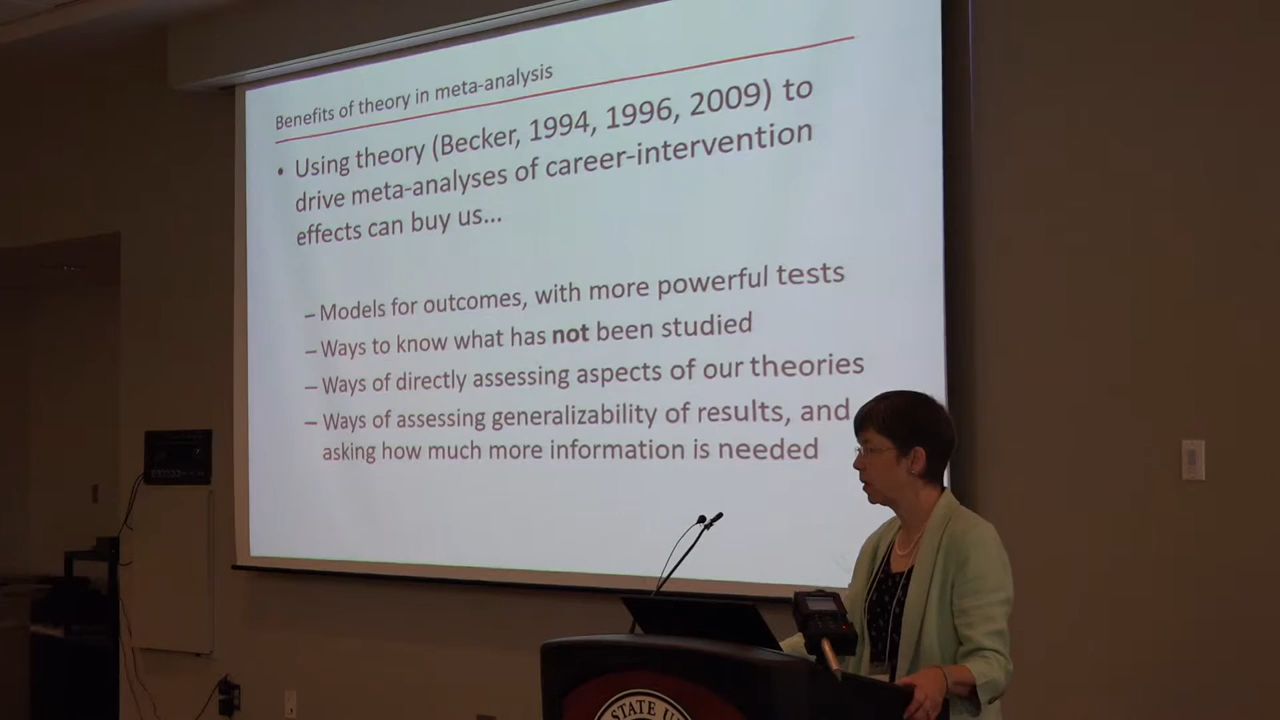 Benefits of theory in meta-analysis
• Using theory (Becker, 1994, 1996, 2009) to
drive meta-analyses of career-intervention
effects can buy us...
– Models for outcomes, with more powerful tests
– Ways to know what has not been studied
– Ways of directly assessing aspects of our theories
– Ways of assessing generalizability of results, and
asking how much more information is needed
STATE